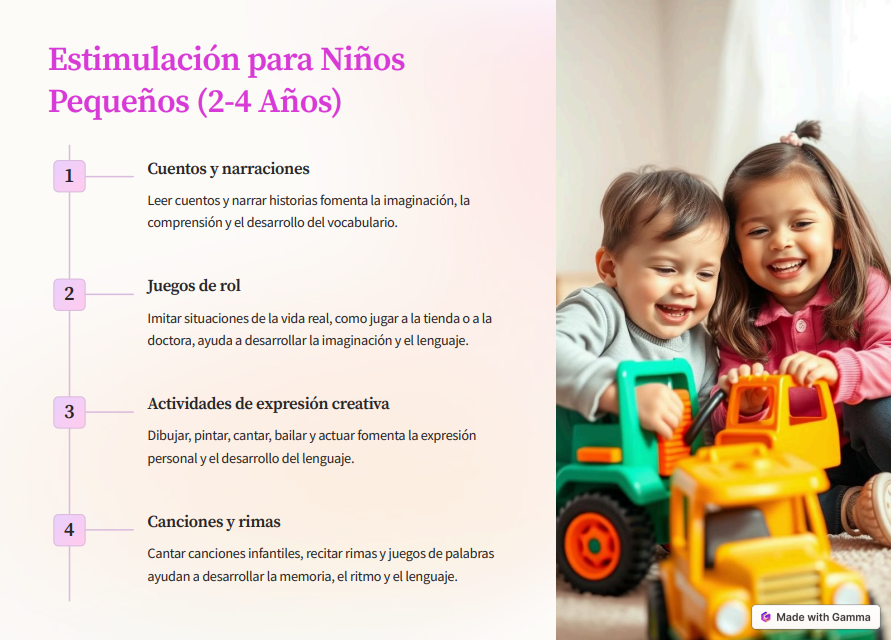 Estimulación para Niños
Pequeños (2-4 Años)
1
Cuentos y narraciones
Leer cuentos y narrar historias fomenta la imaginación, la
comprensión y el desarrollo del vocabulario.
2
Juegos de rol
Imitar situaciones de la vida real, como jugar a la tienda o a la
doctora, ayuda a desarrollar la imaginación y el lenguaje.
3
Actividades de expresión creativa
Dibujar, pintar, cantar, bailar y actuar fomenta la expresión
personal y el desarrollo del lenguaje.
4
Canciones y rimas
Cantar canciones infantiles, recitar rimas y juegos de palabras
ayudan a desarrollar la memoria, el ritmo y el lenguaje.
Made with Gamma